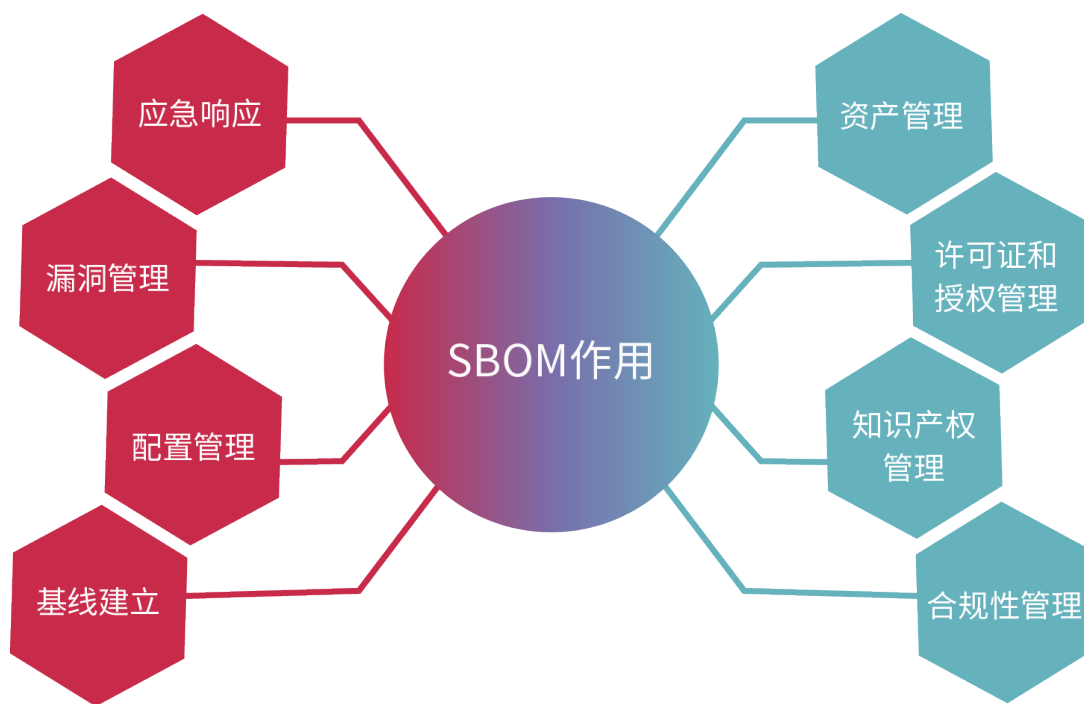 应急响应
漏洞管理
配置管理
基线建立
SBOM作用
资产管理
许可证和
授权管理
知识产权
管理
合规性管理